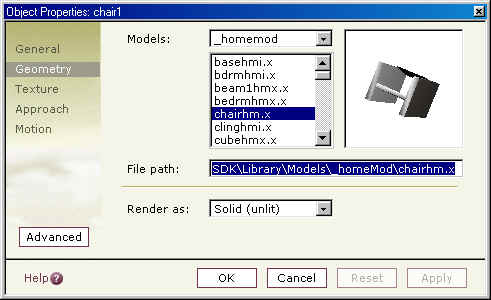 Object Properties: chair1
General
Geometry
Texture
Approach
Motion
Advanced
Models:
_homemod
basehmi.x
bdrmhmi.x
beam1hmx.x
bedrmhmx.x
chairhm.x
clinghmi.x
cubehmx.x
File path:
SDK\Library\Models\_homeMod\chairhm.x
Render as:
Solid (unlit)
Help?
OK
Cancel
Reset
Apply